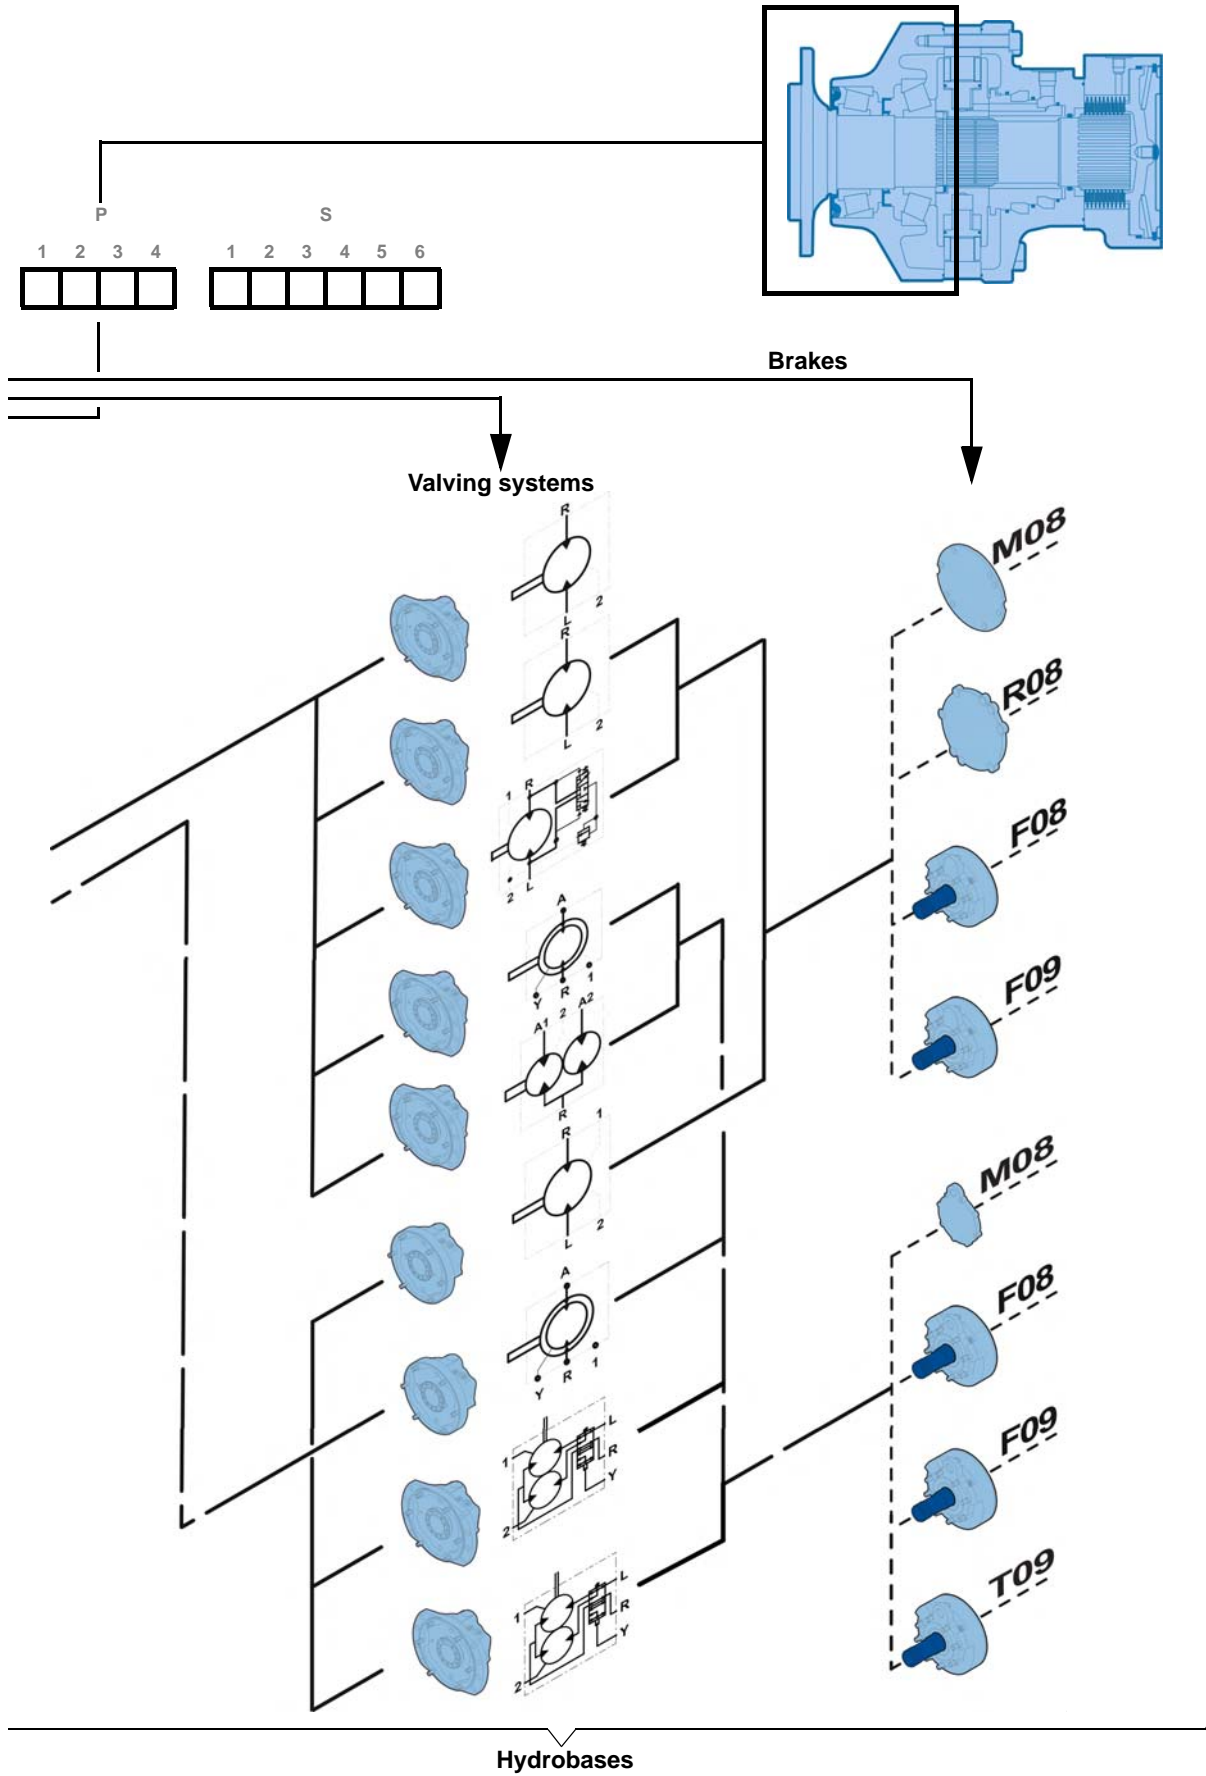 P S
1 2 3 4 1 2 3 4 5 6
Brakes
Valving systems
R
L
2
M08
R
L
2
R08
1 R
2 L
F08
A
Y R 1
F09
A1 2 A2
R
R 1
L
2
M08
A
Y R 1
F08
L
1 R
Y
2
F09
L
1 R
Y
2
T09
Hydrobases